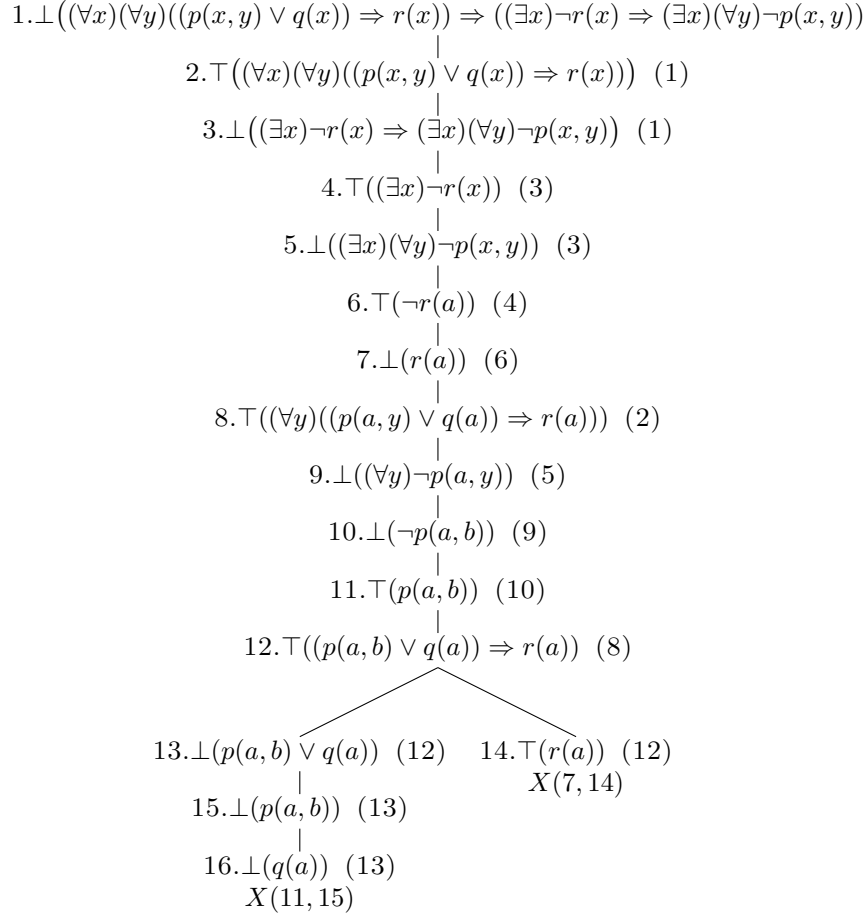 1.⊥((∀x)(∀y)((p(x, y) ∨ q(x)) ⇒ r(x)) ⇒ ((∃x)¬r(x) ⇒ (∃x)(∀y)¬p(x, y))
2.⊤((∀x)(∀y)((p(x, y) ∨ q(x)) ⇒ r(x))) (1)
3.⊥((∃x)¬r(x) ⇒ (∃x)(∀y)¬p(x, y)) (1)
4.⊤((∃x)¬r(x)) (3)
5.⊥((∃x)(∀y)¬p(x, y)) (3)
6.⊤(¬r(a)) (4)
7.⊥(r(a)) (6)
8.⊤((∀y)((p(a, y) ∨ q(a)) ⇒ r(a))) (2)
9.⊥((∀y)¬p(a, y)) (5)
10.⊥(¬p(a, b)) (9)
11.⊤(p(a, b)) (10)
12.⊤((p(a, b) ∨ q(a)) ⇒ r(a)) (8)
13.⊥(p(a, b) ∨ q(a)) (12)
14.⊤(r(a)) (12)
X(7, 14)
15.⊥(p(a, b)) (13)
16.⊥(q(a)) (13)
X(11, 15)